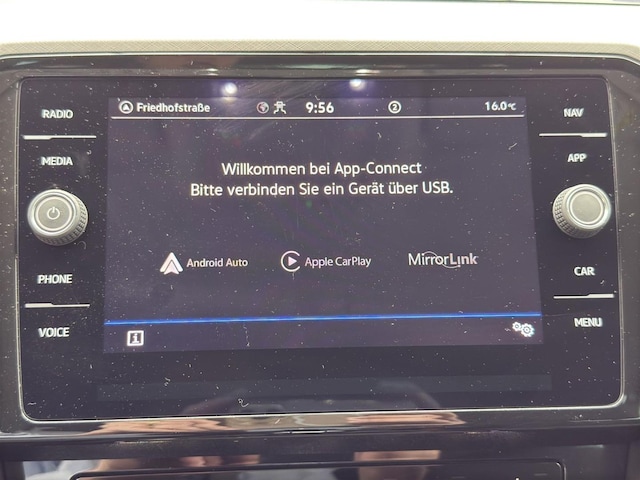 RADIO
MEDIA
PHONE
VOICE
Friedhofstraße 9:56 2 16.0°C
Willkommen bei App-Connect
Bitte verbinden Sie ein Gerät über USB.
Android Auto Apple CarPlay MirrorLink
i
NAV
APP
CAR
MENU